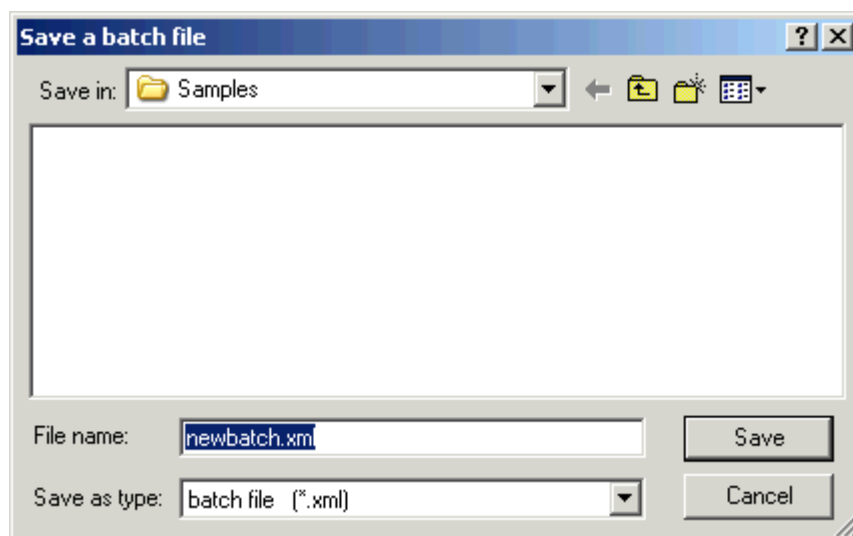 Save a batch file
Save in: Samples
File name: newbatch.xml
Save
Save as type: batch file (*.xml)
Cancel